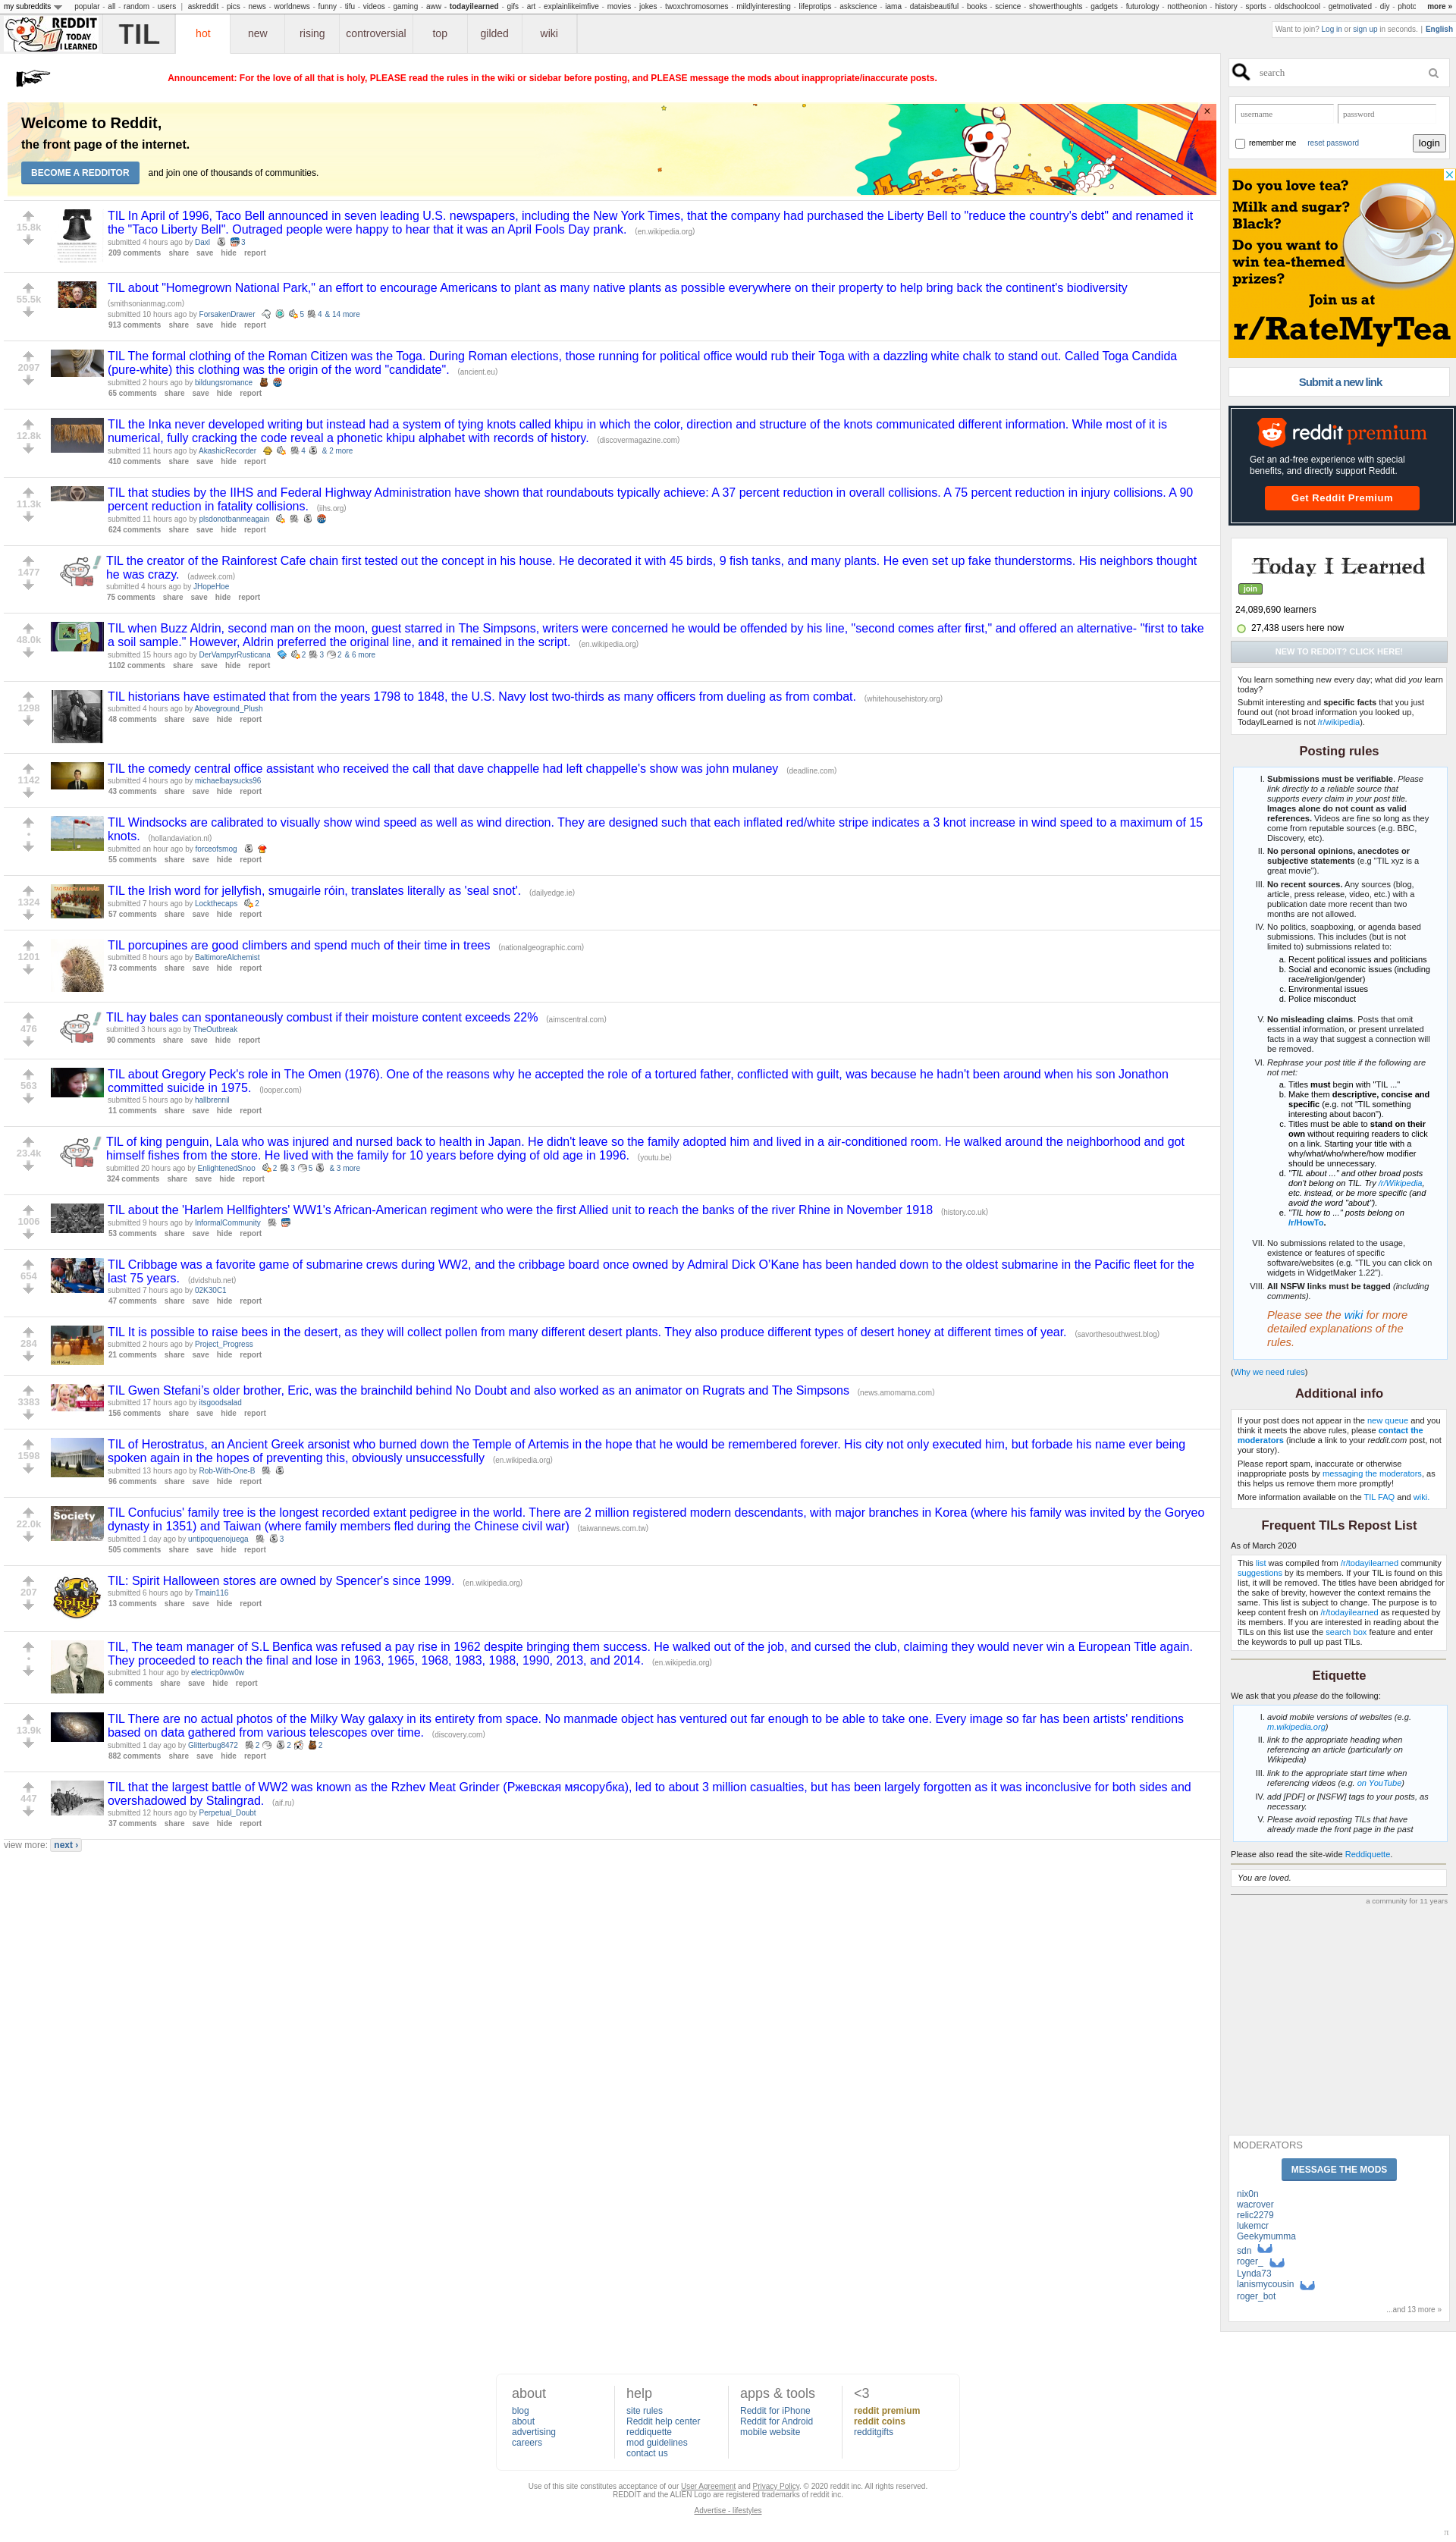 my subreddits popular - all - random - users | askreddit - pics - news - worldnews - funny - tifu - videos - gaming - aww - todayilearned - gifs - art - explainlikeimfive - movies - jokes - twoxchromosomes - mildlyinteresting - lifeprotips - askscience - iama - dataisbeautiful - books - science - showerthoughts - gadgets - futurology - nottheonion - history - sports - oldschoolcool - getmotivated - diy - photc more »
REDDIT TODAY I LEARNED TIL hot new rising controversial top gilded wiki
Want to join? Log in or sign up in seconds. | English
Announcement: For the love of all that is holy, PLEASE read the rules in the wiki or sidebar before posting, and PLEASE message the mods about inappropriate/inaccurate posts.
Welcome to Reddit,
the front page of the internet.
BECOME A REDDITOR and join one of thousands of communities.
15.8k
TIL In April of 1996, Taco Bell announced in seven leading U.S. newspapers, including the New York Times, that the company had purchased the Liberty Bell to "reduce the country's debt" and renamed it
the "Taco Liberty Bell". Outraged people were happy to hear that it was an April Fools Day prank. (en.wikipedia.org)
submitted 4 hours ago by Daxl 3
209 comments share save hide report
55.5k
TIL about "Homegrown National Park," an effort to encourage Americans to plant as many native plants as possible everywhere on their property to help bring back the continent's biodiversity
(smithsonianmag.com)
submitted 10 hours ago by ForsakenDrawer 5 4 & 14 more
913 comments share save hide report
2097
TIL The formal clothing of the Roman Citizen was the Toga. During Roman elections, those running for political office would rub their Toga with a dazzling white chalk to stand out. Called Toga Candida
(pure-white) this clothing was the origin of the word "candidate". (ancient.eu)
submitted 2 hours ago by bildungsromance
65 comments share save hide report
12.8k
TIL the Inka never developed writing but instead had a system of tying knots called khipu in which the color, direction and structure of the knots communicated different information. While most of it is
numerical, fully cracking the code reveal a phonetic khipu alphabet with records of history. (discovermagazine.com)
submitted 11 hours ago by AkashicRecorder 4 & 2 more
410 comments share save hide report
11.3k
TIL that studies by the IIHS and Federal Highway Administration have shown that roundabouts typically achieve: A 37 percent reduction in overall collisions. A 75 percent reduction in injury collisions. A 90
percent reduction in fatality collisions. (iihs.org)
submitted 11 hours ago by plsdonotbanmeagain
624 comments share save hide report
1477
TIL the creator of the Rainforest Cafe chain first tested out the concept in his house. He decorated it with 45 birds, 9 fish tanks, and many plants. He even set up fake thunderstorms. His neighbors thought
he was crazy. (adweek.com)
submitted 4 hours ago by JHopeHoe
75 comments share save hide report
48.0k
TIL when Buzz Aldrin, second man on the moon, guest starred in The Simpsons, writers were concerned he would be offended by his line, "second comes after first," and offered an alternative- "first to take
a soil sample." However, Aldrin preferred the original line, and it remained in the script. (en.wikipedia.org)
submitted 15 hours ago by DerVampyrRusticana 2 3 2 & 6 more
1102 comments share save hide report
1298
TIL historians have estimated that from the years 1798 to 1848, the U.S. Navy lost two-thirds as many officers from dueling as from combat. (whitehousehistory.org)
submitted 4 hours ago by Aboveground_Plush
48 comments share save hide report
1142
TIL the comedy central office assistant who received the call that dave chappelle had left chappelle's show was john mulaney (deadline.com)
submitted 4 hours ago by michaelbaysucks96
43 comments share save hide report
•
TIL Windsocks are calibrated to visually show wind speed as well as wind direction. They are designed such that each inflated red/white stripe indicates a 3 knot increase in wind speed to a maximum of 15
knots. (hollandaviation.nl)
submitted an hour ago by forceofsmog
55 comments share save hide report
1324
TIL the Irish word for jellyfish, smugairle róin, translates literally as 'seal snot'. (dailyedge.ie)
submitted 7 hours ago by Lockthecaps 2
57 comments share save hide report
1201
TIL porcupines are good climbers and spend much of their time in trees (nationalgeographic.com)
submitted 8 hours ago by BaltimoreAlchemist
73 comments share save hide report
476
TIL hay bales can spontaneously combust if their moisture content exceeds 22% (aimscentral.com)
submitted 3 hours ago by TheOutbreak
90 comments share save hide report
563
TIL about Gregory Peck's role in The Omen (1976). One of the reasons why he accepted the role of a tortured father, conflicted with guilt, was because he hadn't been around when his son Jonathon
committed suicide in 1975. (looper.com)
submitted 5 hours ago by hallbrennil
11 comments share save hide report
23.4k
TIL of king penguin, Lala who was injured and nursed back to health in Japan. He didn't leave so the family adopted him and lived in a air-conditioned room. He walked around the neighborhood and got
himself fishes from the store. He lived with the family for 10 years before dying of old age in 1996. (youtu.be)
submitted 20 hours ago by EnlightenedSnoo 2 3 5 & 3 more
324 comments share save hide report
1006
TIL about the 'Harlem Hellfighters' WW1's African-American regiment who were the first Allied unit to reach the banks of the river Rhine in November 1918 (history.co.uk)
submitted 9 hours ago by InformalCommunity
53 comments share save hide report
654
TIL Cribbage was a favorite game of submarine crews during WW2, and the cribbage board once owned by Admiral Dick O'Kane has been handed down to the oldest submarine in the Pacific fleet for the
last 75 years. (dvidshub.net)
submitted 7 hours ago by 02K30C1
47 comments share save hide report
284
TIL It is possible to raise bees in the desert, as they will collect pollen from many different desert plants. They also produce different types of desert honey at different times of year. (savorthesouthwest.blog)
submitted 2 hours ago by Project_Progress
21 comments share save hide report
3383
TIL Gwen Stefani's older brother, Eric, was the brainchild behind No Doubt and also worked as an animator on Rugrats and The Simpsons (news.amomama.com)
submitted 17 hours ago by itsgoodsalad
156 comments share save hide report
1598
TIL of Herostratus, an Ancient Greek arsonist who burned down the Temple of Artemis in the hope that he would be remembered forever. His city not only executed him, but forbade his name ever being
spoken again in the hopes of preventing this, obviously unsuccessfully (en.wikipedia.org)
submitted 13 hours ago by Rob-With-One-B
96 comments share save hide report
22.0k
Society
TIL Confucius' family tree is the longest recorded extant pedigree in the world. There are 2 million registered modern descendants, with major branches in Korea (where his family was invited by the Goryeo
dynasty in 1351) and Taiwan (where family members fled during the Chinese civil war) (taiwannews.com.tw)
submitted 1 day ago by untipoquenojuega 3
505 comments share save hide report
207
SPIRIT
TIL: Spirit Halloween stores are owned by Spencer's since 1999. (en.wikipedia.org)
submitted 6 hours ago by Tmain116
13 comments share save hide report
•
TIL, The team manager of S.L Benfica was refused a pay rise in 1962 despite bringing them success. He walked out of the job, and cursed the club, claiming they would never win a European Title again.
They proceeded to reach the final and lose in 1963, 1965, 1968, 1983, 1988, 1990, 2013, and 2014. (en.wikipedia.org)
submitted 1 hour ago by electricp0ww0w
6 comments share save hide report
13.9k
TIL There are no actual photos of the Milky Way galaxy in its entirety from space. No manmade object has ventured out far enough to be able to take one. Every image so far has been artists' renditions
based on data gathered from various telescopes over time. (discovery.com)
submitted 1 day ago by Glitterbug8472 2 2 2
882 comments share save hide report
447
TIL that the largest battle of WW2 was known as the Rzhev Meat Grinder (Ржевская мясорубка), led to about 3 million casualties, but has been largely forgotten as it was inconclusive for both sides and
overshadowed by Stalingrad. (aif.ru)
submitted 12 hours ago by Perpetual_Doubt
37 comments share save hide report
view more: next ›
search
username password
remember me reset password login
Do you love tea?
Milk and sugar?
Black?
Do you want to
win tea-themed
prizes?
Join us at
r/RateMyTea
Submit a new link
reddit premium
Get an ad-free experience with special
benefits, and directly support Reddit.
Get Reddit Premium
Today I Learned
join
24,089,690 learners
27,438 users here now
NEW TO REDDIT? CLICK HERE!
You learn something new every day; what did you learn
today?
Submit interesting and specific facts that you just
found out (not broad information you looked up,
TodayILearned is not /r/wikipedia).
Posting rules
I. Submissions must be verifiable. Please
link directly to a reliable source that
supports every claim in your post title.
Images alone do not count as valid
references. Videos are fine so long as they
come from reputable sources (e.g. BBC,
Discovery, etc).
II. No personal opinions, anecdotes or
subjective statements (e.g "TIL xyz is a
great movie").
III. No recent sources. Any sources (blog,
article, press release, video, etc.) with a
publication date more recent than two
months are not allowed.
IV. No politics, soapboxing, or agenda based
submissions. This includes (but is not
limited to) submissions related to:
a. Recent political issues and politicians
b. Social and economic issues (including
race/religion/gender)
c. Environmental issues
d. Police misconduct
V. No misleading claims. Posts that omit
essential information, or present unrelated
facts in a way that suggest a connection will
be removed.
VI. Rephrase your post title if the following are
not met:
a. Titles must begin with "TIL ..."
b. Make them descriptive, concise and
specific (e.g. not "TIL something
interesting about bacon").
c. Titles must be able to stand on their
own without requiring readers to click
on a link. Starting your title with a
why/what/who/where/how modifier
should be unnecessary.
d. "TIL about ..." and other broad posts
don't belong on TIL. Try /r/Wikipedia,
etc. instead, or be more specific (and
avoid the word "about").
e. "TIL how to ..." posts belong on
/r/HowTo.
VII. No submissions related to the usage,
existence or features of specific
software/websites (e.g. "TIL you can click on
widgets in WidgetMaker 1.22").
VIII. All NSFW links must be tagged (including
comments).
Please see the wiki for more
detailed explanations of the
rules.
(Why we need rules)
Additional info
If your post does not appear in the new queue and you
think it meets the above rules, please contact the
moderators (include a link to your reddit.com post, not
your story).
Please report spam, inaccurate or otherwise
inappropriate posts by messaging the moderators, as
this helps us remove them more promptly!
More information available on the TIL FAQ and wiki.
Frequent TILs Repost List
As of March 2020
This list was compiled from /r/todayilearned community
suggestions by its members. If your TIL is found on this
list, it will be removed. The titles have been abridged for
the sake of brevity, however the context remains the
same. This list is subject to change. The purpose is to
keep content fresh on /r/todayilearned as requested by
its members. If you are interested in reading about the
TILs on this list use the search box feature and enter
the keywords to pull up past TILs.
Etiquette
We ask that you please do the following:
I. avoid mobile versions of websites (e.g.
m.wikipedia.org)
II. link to the appropriate heading when
referencing an article (particularly on
Wikipedia)
III. link to the appropriate start time when
referencing videos (e.g. on YouTube)
IV. add [PDF] or [NSFW] tags to your posts, as
necessary.
V. Please avoid reposting TILs that have
already made the front page in the past
Please also read the site-wide Reddiquette.
You are loved.
a community for 11 years
MODERATORS
MESSAGE THE MODS
nix0n
wacrover
relic2279
lukemcr
Geekymumma
sdn
roger_
Lynda73
lanismycousin
roger_bot
...and 13 more »
about
blog
about
advertising
careers
help
site rules
Reddit help center
reddiquette
mod guidelines
contact us
apps & tools
Reddit for iPhone
Reddit for Android
mobile website
<3
reddit premium
reddit coins
redditgifts
Use of this site constitutes acceptance of our User Agreement and Privacy Policy. © 2020 reddit inc. All rights reserved.
REDDIT and the ALIEN Logo are registered trademarks of reddit inc.
Advertise - lifestyles
π